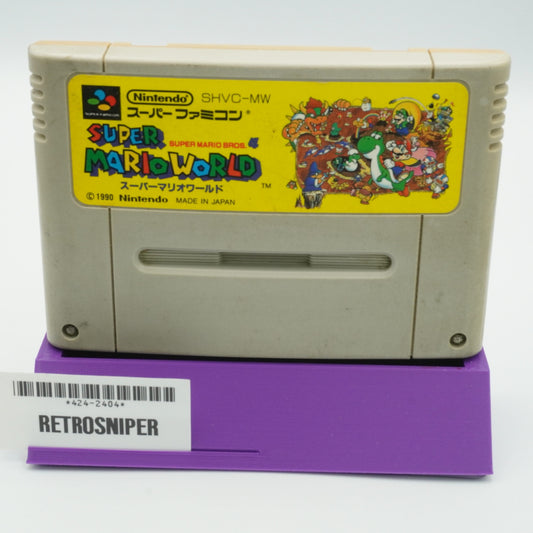 Nintendo SHVC-MW
スーパーファミコン
SUPER MARIO BROS. 4
SUPER
MARIO WORLD
スーパーマリオワールド
TM
©1990 Nintendo MADE IN JAPAN
*424-2404*
RETROSNIPER